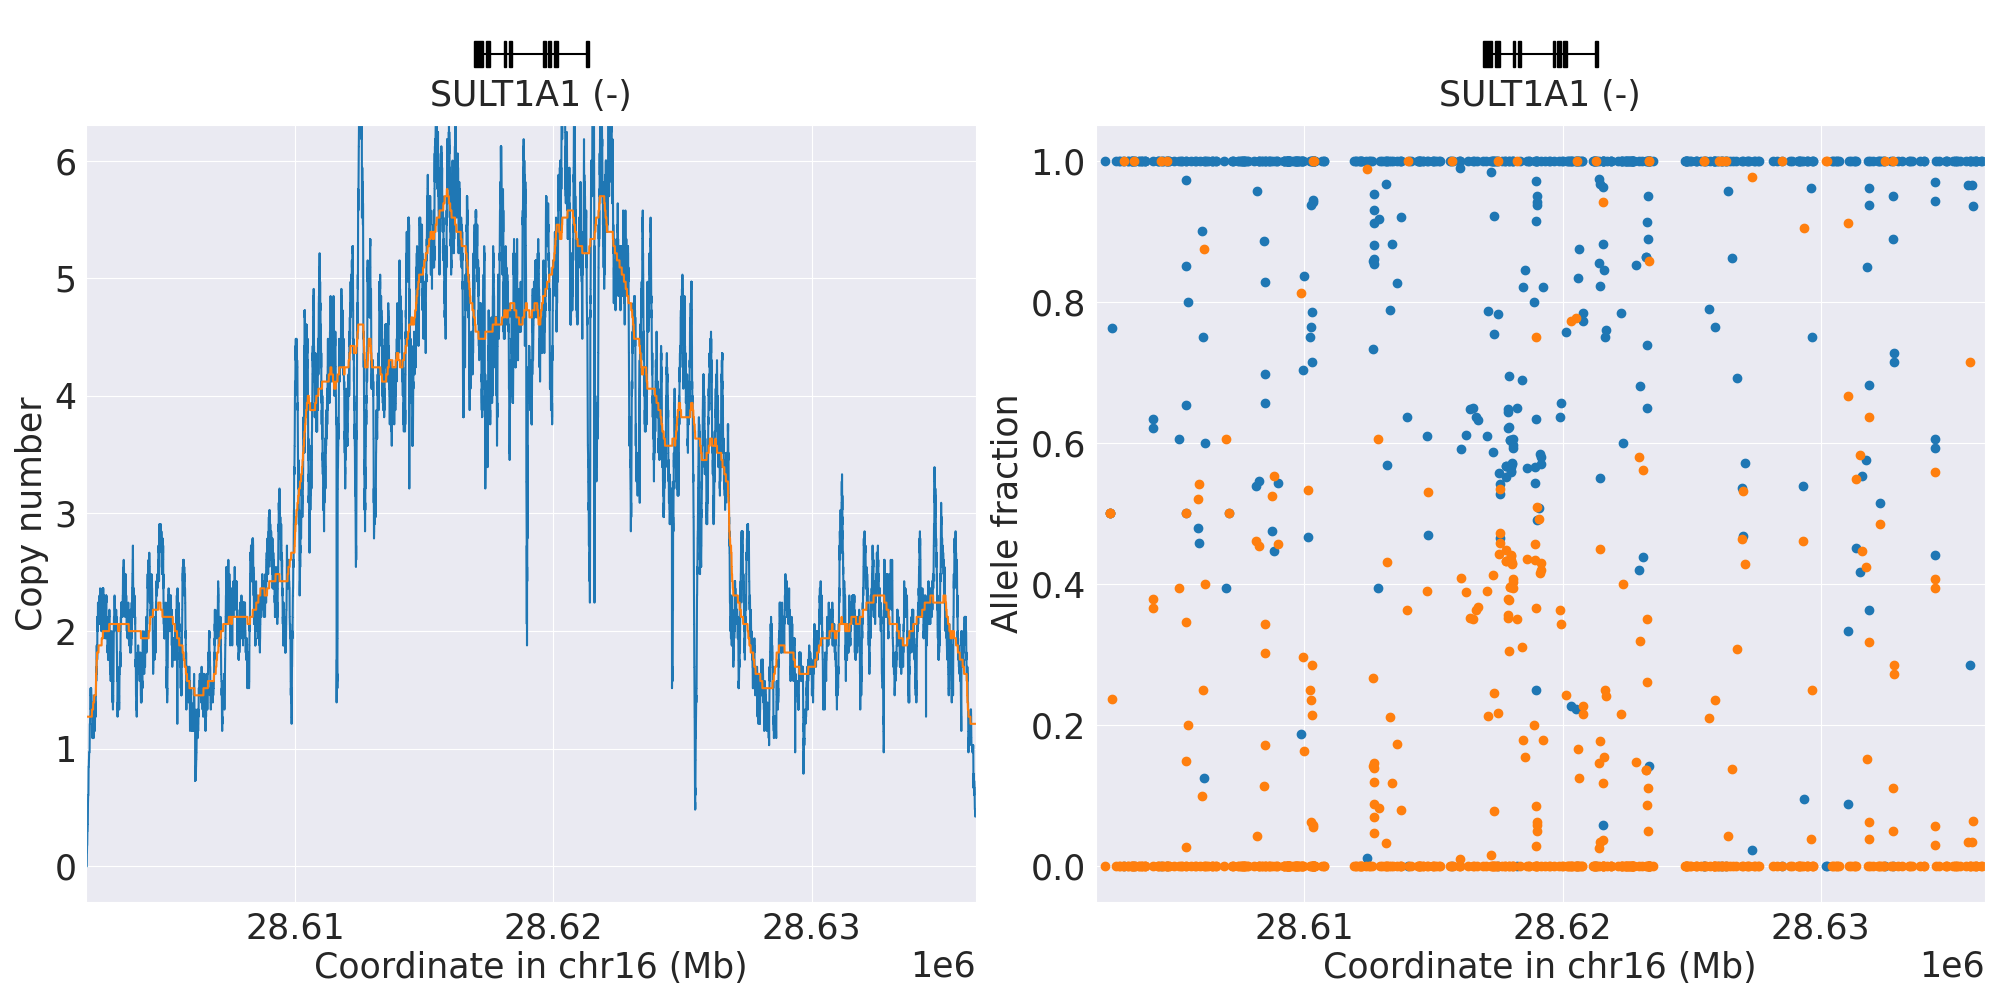 SULT1A1 (-)
SULT1A1 (-)
Copy number
6
5
4
3
2
1
0
28.61
28.62
28.63
Coordinate in chr16 (Mb)
1e6
Allele fraction
1.0
0.8
0.6
0.4
0.2
0.0
28.61
28.62
28.63
Coordinate in chr16 (Mb)
1e6